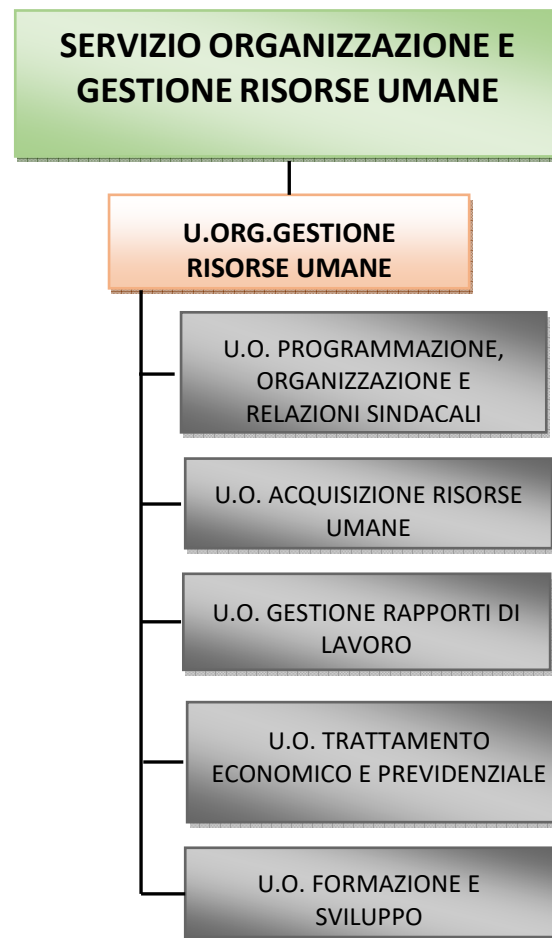 SERVIZIO ORGANIZZAZIONE E
GESTIONE RISORSE UMANE
U.ORG.GESTIONE
RISORSE UMANE
U.O. PROGRAMMAZIONE,
ORGANIZZAZIONE E
RELAZIONI SINDACALI
U.O. ACQUISIZIONE RISORSE
UMANE
U.O. GESTIONE RAPPORTI DI
LAVORO
U.O. TRATTAMENTO
ECONOMICO E PREVIDENZIALE
U.O. FORMAZIONE E
SVILUPPO